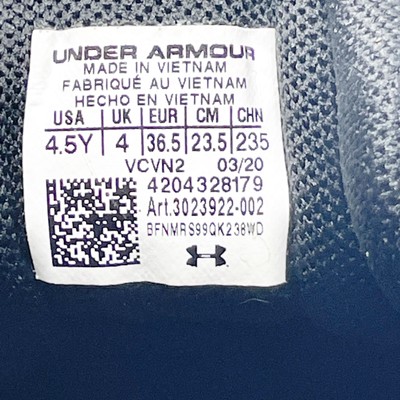 UNDER ARMOUR
MADE IN VIETNAM
FABRIQUÉ AU VIETNAM
HECHO EN VIETNAM
USA UK EUR CM CHN
4.5Y 4 36.5 23.5 235
VCVN2 03/20
4204328179
Art.3023922-002
BFNMRS99QK238WD